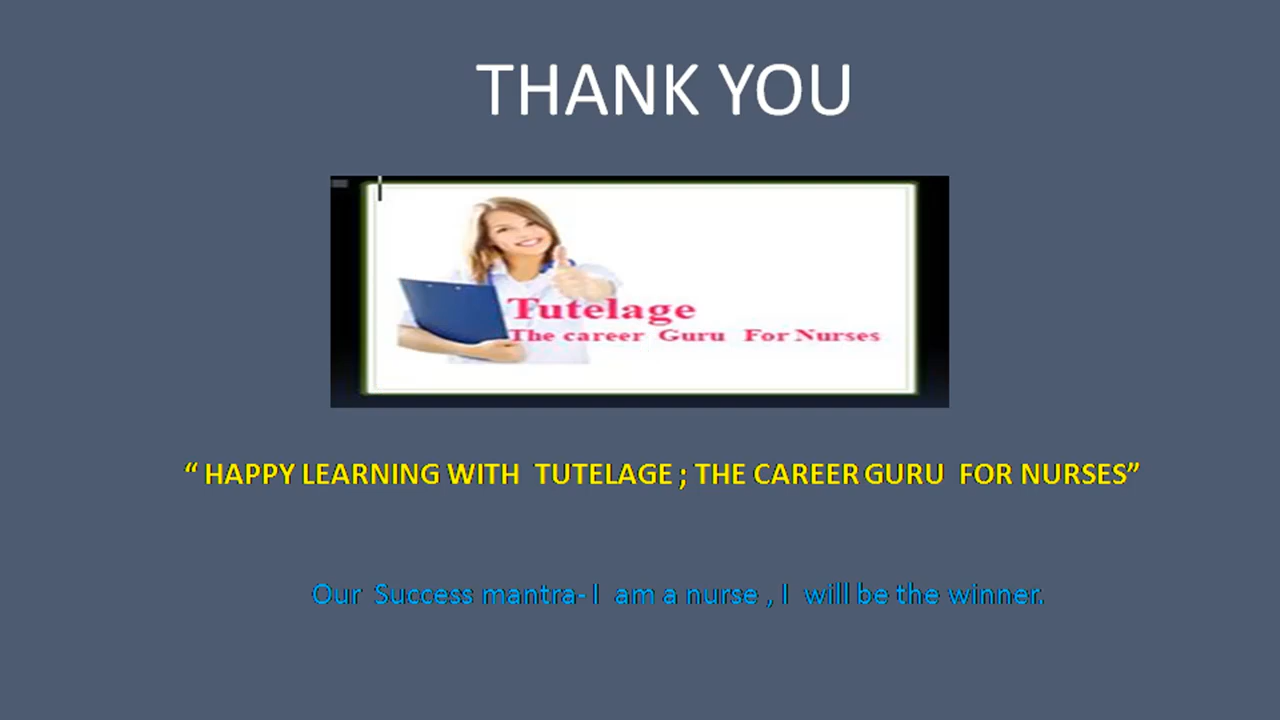 THANK YOU
Tutelage
The career Guru For Nurses
“ HAPPY LEARNING WITH TUTELAGE ; THE CAREER GURU FOR NURSES”
Our Success mantra- I am a nurse , I will be the winner.